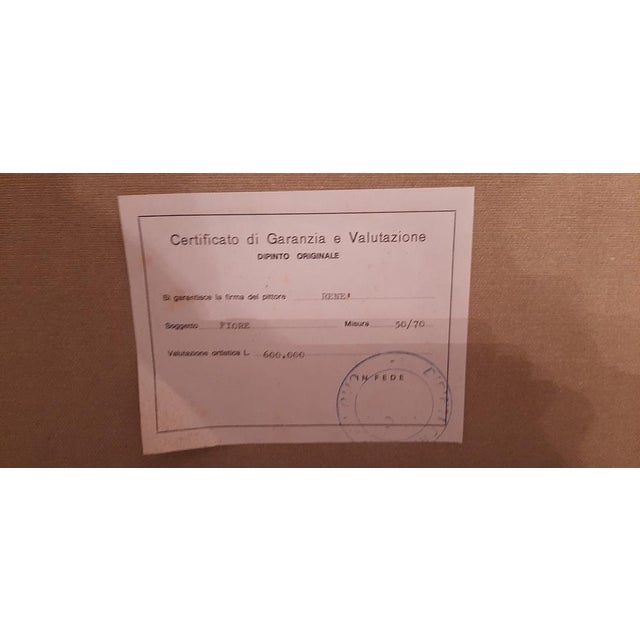 Certificato di Garanzia e Valutazione
DIPINTO ORIGINALE
Si garantisce la firma del pittore RENE'
Soggetto FIORE Misura 50/70
Valutazione artistica L. 600.000
IN FEDE